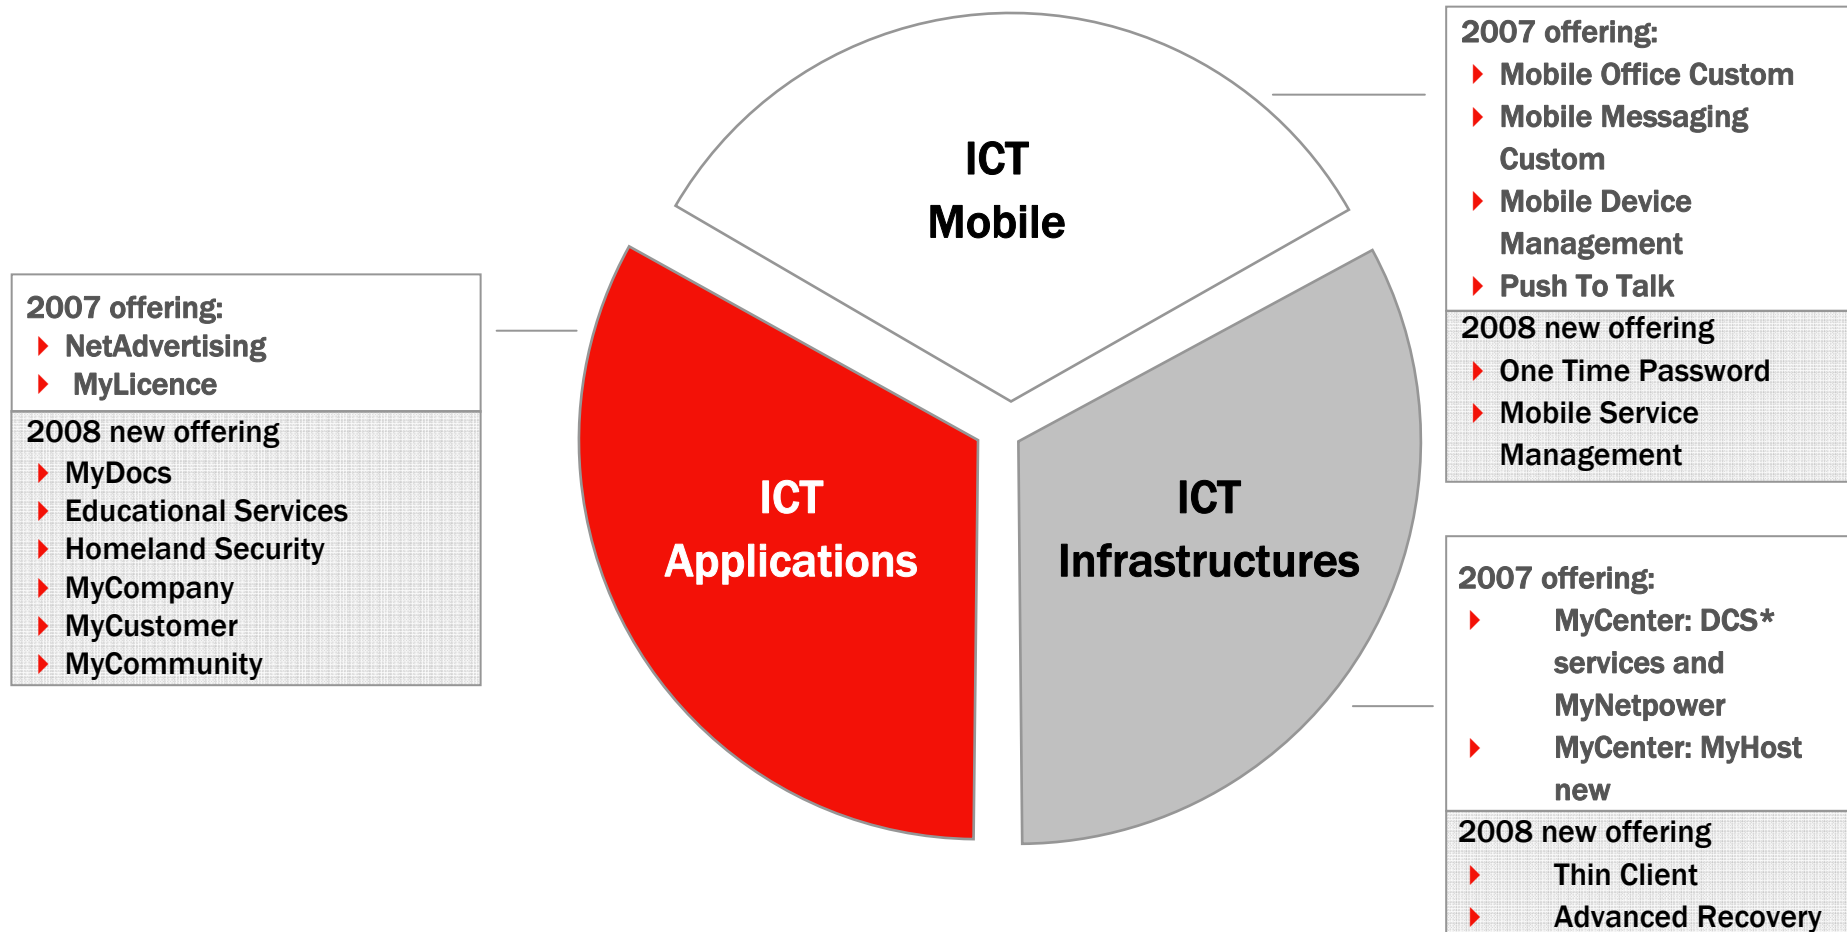 ICT
Mobile
ICT
Applications
ICT
Infrastructures
2007 offering:
NetAdvertising
MyLicence
2008 new offering
MyDocs
Educational Services
Homeland Security
MyCompany
MyCustomer
MyCommunity
2007 offering:
Mobile Office Custom
Mobile Messaging
Custom
Mobile Device
Management
Push To Talk
2008 new offering
One Time Password
Mobile Service
Management
2007 offering:
MyCenter: DCS*
services and
MyNetpower
MyCenter: MyHost
new
2008 new offering
Thin Client
Advanced Recovery